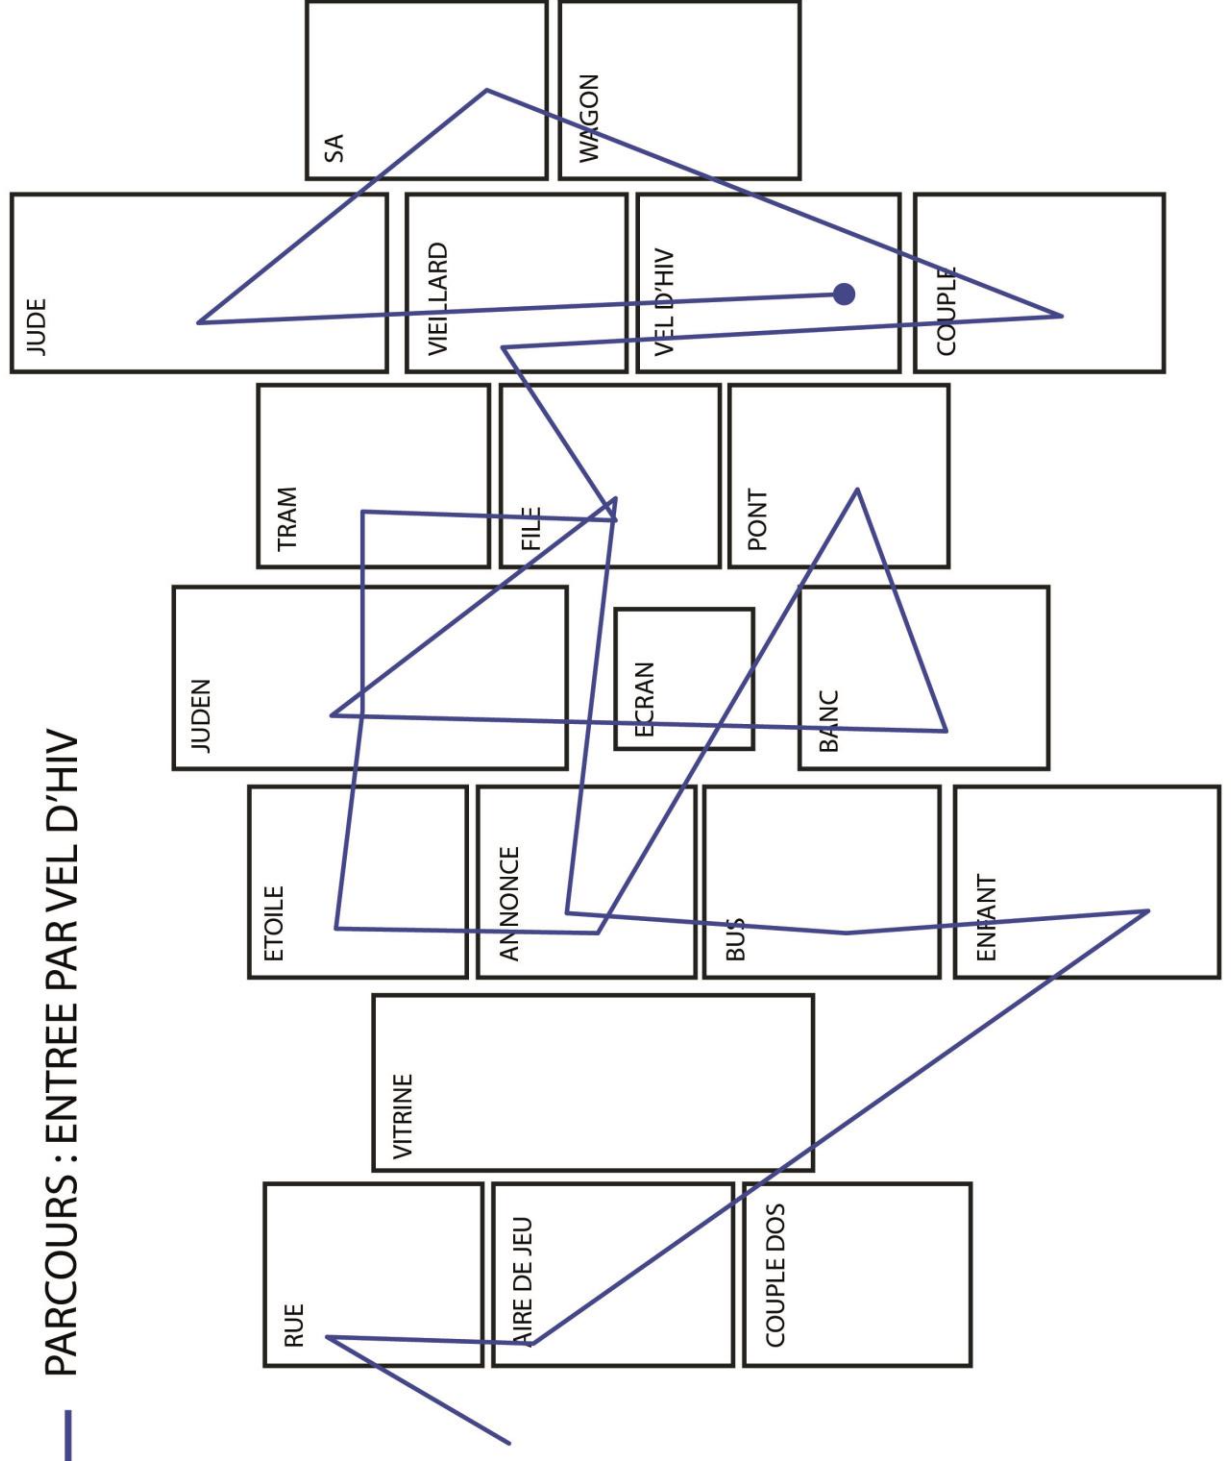 PARCOURS : ENTREE PAR VEL D’HIV
RUE
AIRE DE JEU
COUPLE DOS
VITRINE
ETOILE
ANNONCE
BUS
ENFANT
JUDEN
ECRAN
BANC
TRAM
FILE
PONT
JUDE
VIEILLARD
VEL D’HIV
COUPLE
SA
WAGON